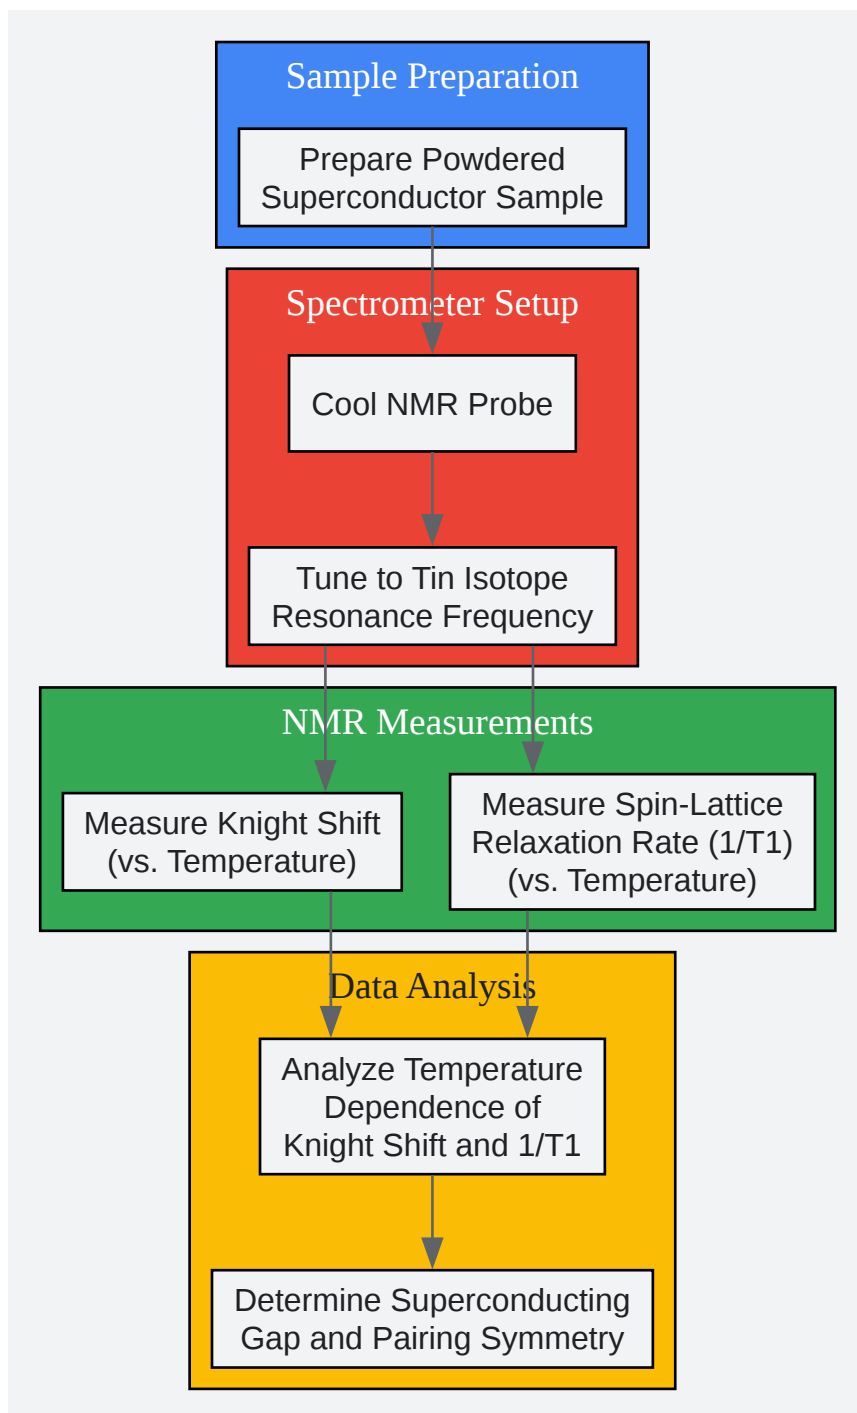 Sample Preparation
Prepare Powdered
Superconductor Sample
Spectrometer Setup
Cool NMR Probe
Tune to Tin Isotope
Resonance Frequency
NMR Measurements
Measure Knight Shift
(vs. Temperature)
Measure Spin-Lattice
Relaxation Rate (1/T1)
(vs. Temperature)
Data Analysis
Analyze Temperature
Dependence of
Knight Shift and 1/T1
Determine Superconducting
Gap and Pairing Symmetry